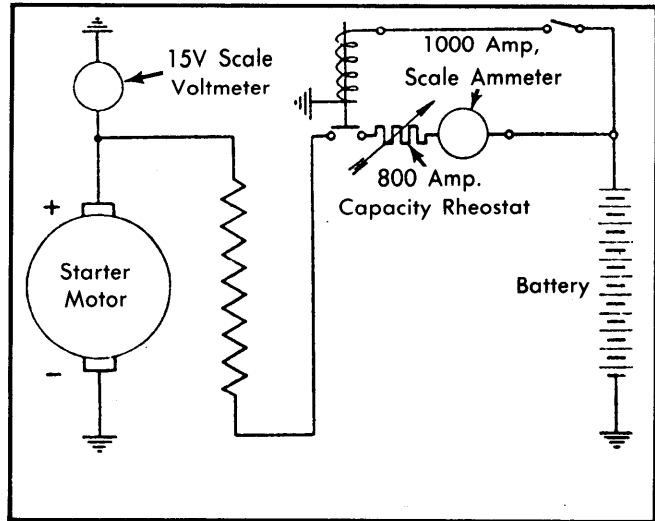 15V Scale
Voltmeter
1000 Amp,
Scale Ammeter
800 Amp.
Capacity Rheostat
+
Starter
Motor
-
Battery